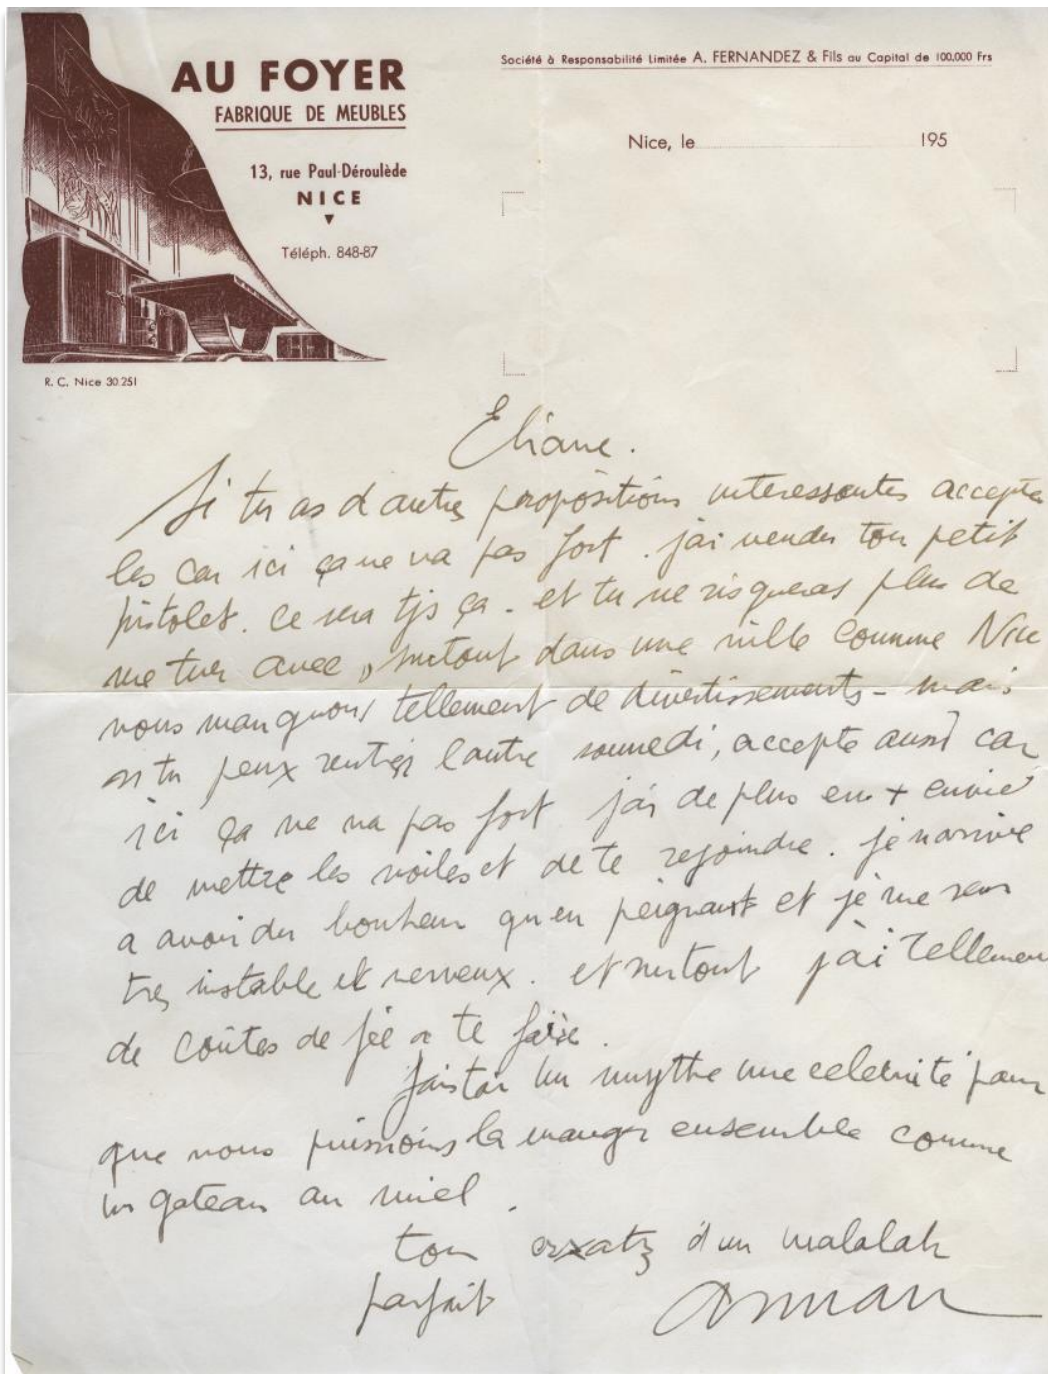 AU FOYER
FABRIQUE DE MEUBLES
13, rue Paul-Déroulède
NICE
Téléph. 848-87
R. C. Nice 30.251
Société à Responsabilité Limitée A. FERNANDEZ & Fils au Capital de 100,000 Frs
Nice, le 195
Eliane.
Si tu as d'autres propositions interessantes accepte
les car ici ça ne va pas fort. j'ai vendu ton petit
pistolet. ce sera tjs ça - et tu ne risqueras plus de
me tuer avec, surtout dans une ville comme Nice
nous manquons tellement de divertissements - mais
si tu peux rentrer l'autre samedi, accepte aussi car
ici ça ne va pas fort j'ai de plus en + envie
de mettre les voiles et de te rejoindre. je narrive
a avoir du bonheur qu'en peignant et je me sens
tres instable et nerveux. et surtout j'ai tellement
de contes de fée a te faire.
fais toi un mythe une celebrité pour
que nous puissions la manger ensemble comme
un gateau au miel.
ton erzatz d'un malalah
parfait
arman